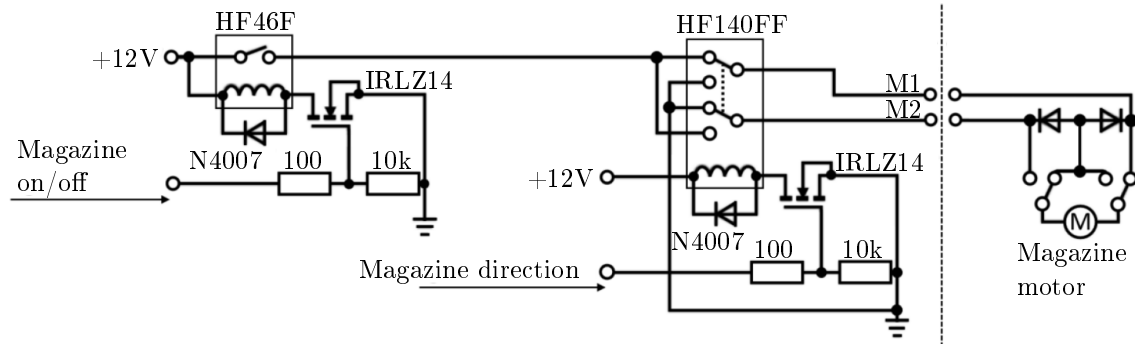 HF46F
HF140FF
+12V
IRLZ14
M1
M2
Magazine
on/off
N4007
100
10k
+12V
IRLZ14
M
N4007
100
10k
Magazine direction
Magazine
motor